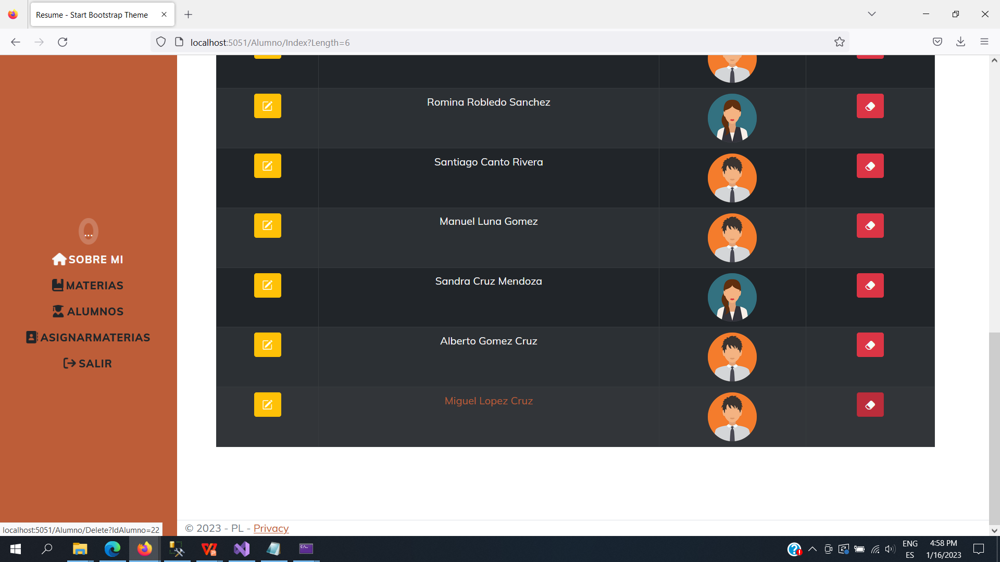 Resume - Start Bootstrap Theme
localhost:5051/Alumno/Index?Length=6
Romina Robledo Sanchez
Santiago Canto Rivera
Manuel Luna Gomez
Sandra Cruz Mendoza
Alberto Gomez Cruz
Miguel Lopez Cruz
...
SOBRE MI
MATERIAS
ALUMNOS
ASIGNARMATERIAS
SALIR
© 2023 - PL - Privacy
localhost:5051/Alumno/Delete?IdAlumno=22
ENG
ES
4:58 PM
1/16/2023